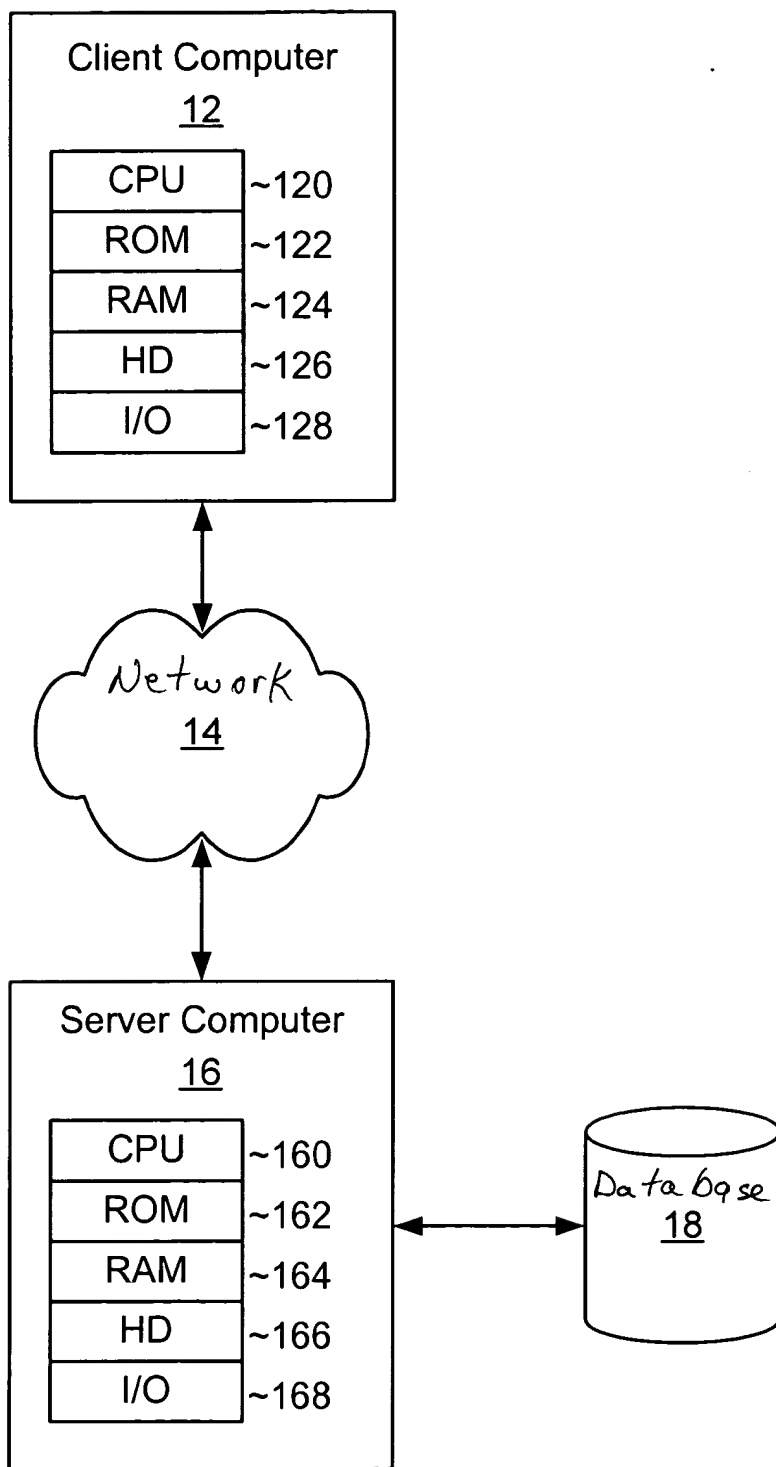 Client Computer
12
CPU ~120
ROM ~122
RAM ~124
HD ~126
I/O ~128
Network
14
Server Computer
16
CPU ~160
ROM ~162
RAM ~164
HD ~166
I/O ~168
Database
18